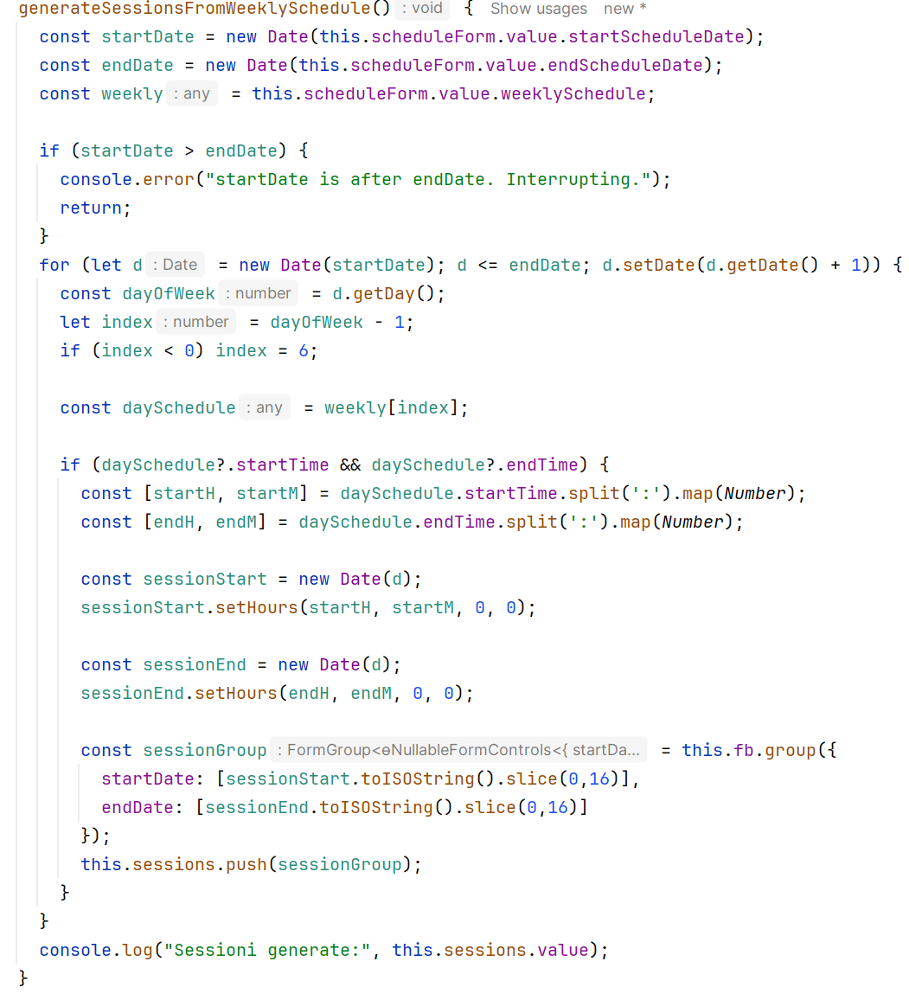 generateSessionsFromWeeklySchedule() : void { Show usages new *
const startDate = new Date(this.scheduleForm.value.startScheduleDate);
const endDate = new Date(this.scheduleForm.value.endScheduleDate);
const weekly : any = this.scheduleForm.value.weeklySchedule;
if (startDate > endDate) {
console.error("startDate is after endDate. Interrupting.");
return;
}
for (let d : Date = new Date(startDate); d <= endDate; d.setDate(d.getDate() + 1)) {
const dayOfWeek : number = d.getDay();
let index : number = dayOfWeek - 1;
if (index < 0) index = 6;
const daySchedule : any = weekly[index];
if (daySchedule?.startTime && daySchedule?.endTime) {
const [startH, startM] = daySchedule.startTime.split(':').map(Number);
const [endH, endM] = daySchedule.endTime.split(':').map(Number);
const sessionStart = new Date(d);
sessionStart.setHours(startH, startM, 0, 0);
const sessionEnd = new Date(d);
sessionEnd.setHours(endH, endM, 0, 0);
const sessionGroup : FormGroup<ɵNullableFormControls<{ startDa... = this.fb.group({
startDate: [sessionStart.toISOString().slice(0,16)],
endDate: [sessionEnd.toISOString().slice(0,16)]
});
this.sessions.push(sessionGroup);
}
}
console.log("Sessioni generate:", this.sessions.value);
}